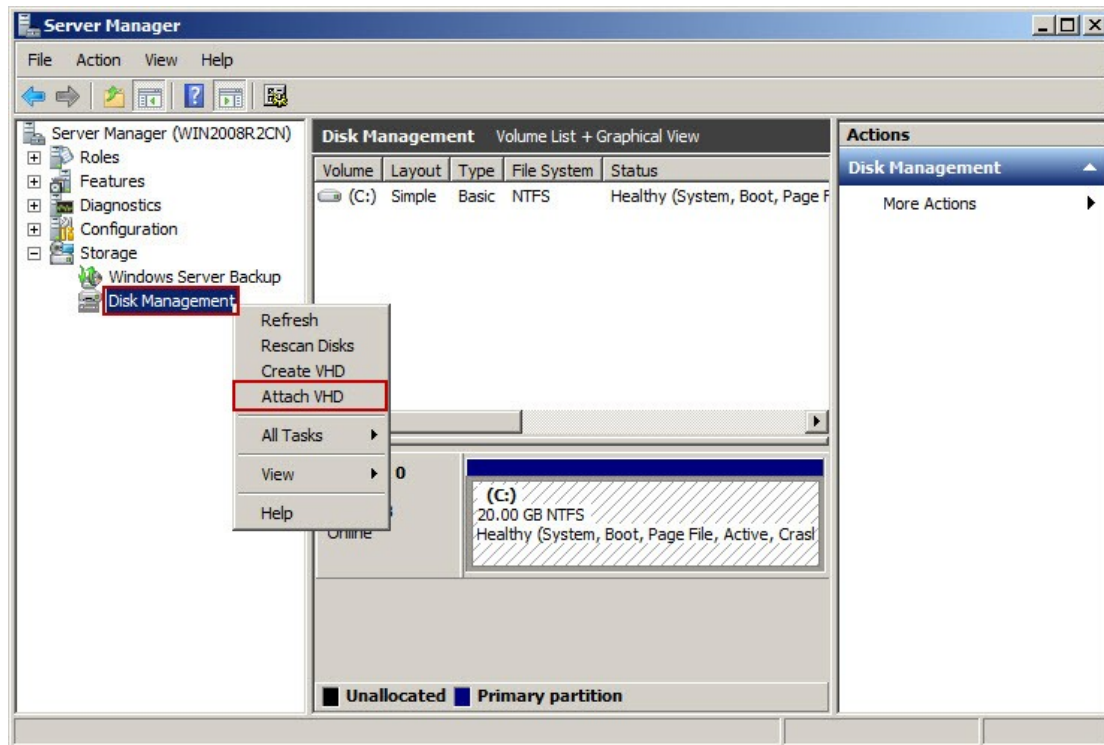 Server Manager
File Action View Help
Server Manager (WIN2008R2CN)
Roles
Features
Diagnostics
Configuration
Storage
Windows Server Backup
Disk Management
Refresh
Rescan Disks
Create VHD
Attach VHD
All Tasks
View
Help
Disk Management Volume List + Graphical View
Volume Layout Type File System Status
(C:) Simple Basic NTFS Healthy (System, Boot, Page F
0
Online
(C:)
20.00 GB NTFS
Healthy (System, Boot, Page File, Active, Crash
Unallocated Primary partition
Actions
Disk Management
More Actions